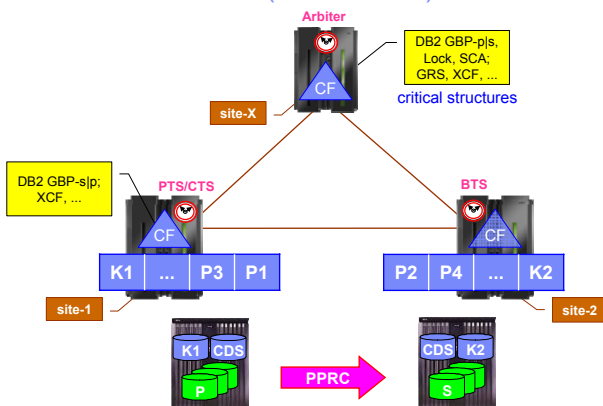 Arbiter
DB2 GBP-p|s,
Lock, SCA;
GRS, XCF, ...
CF
critical structures
site-X
DB2 GBP-s|p;
XCF, ...
PTS/CTS
BTS
CF
CF
K1 ... P3 P1
P2 P4 ... K2
site-1
site-2
K1 CDS
CDS K2
PPRC
P
S